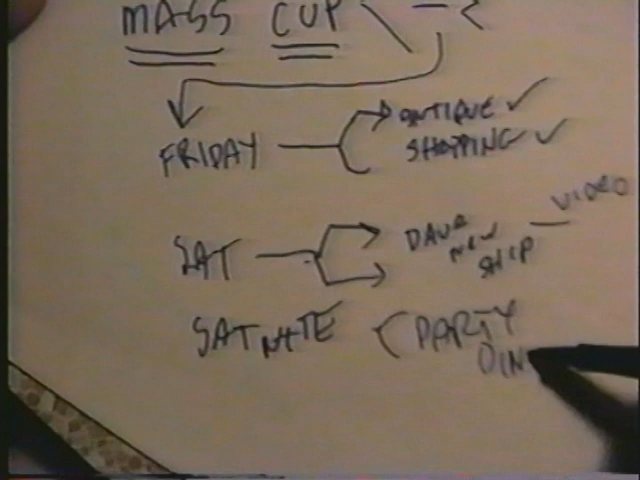 MASS CUP
FRIDAY
ANTIQUE ✓
SHOPPING ✓
SAT
DAVE — VIDEO
NEW
SHIP
SAT NITE
PARTY
DIN